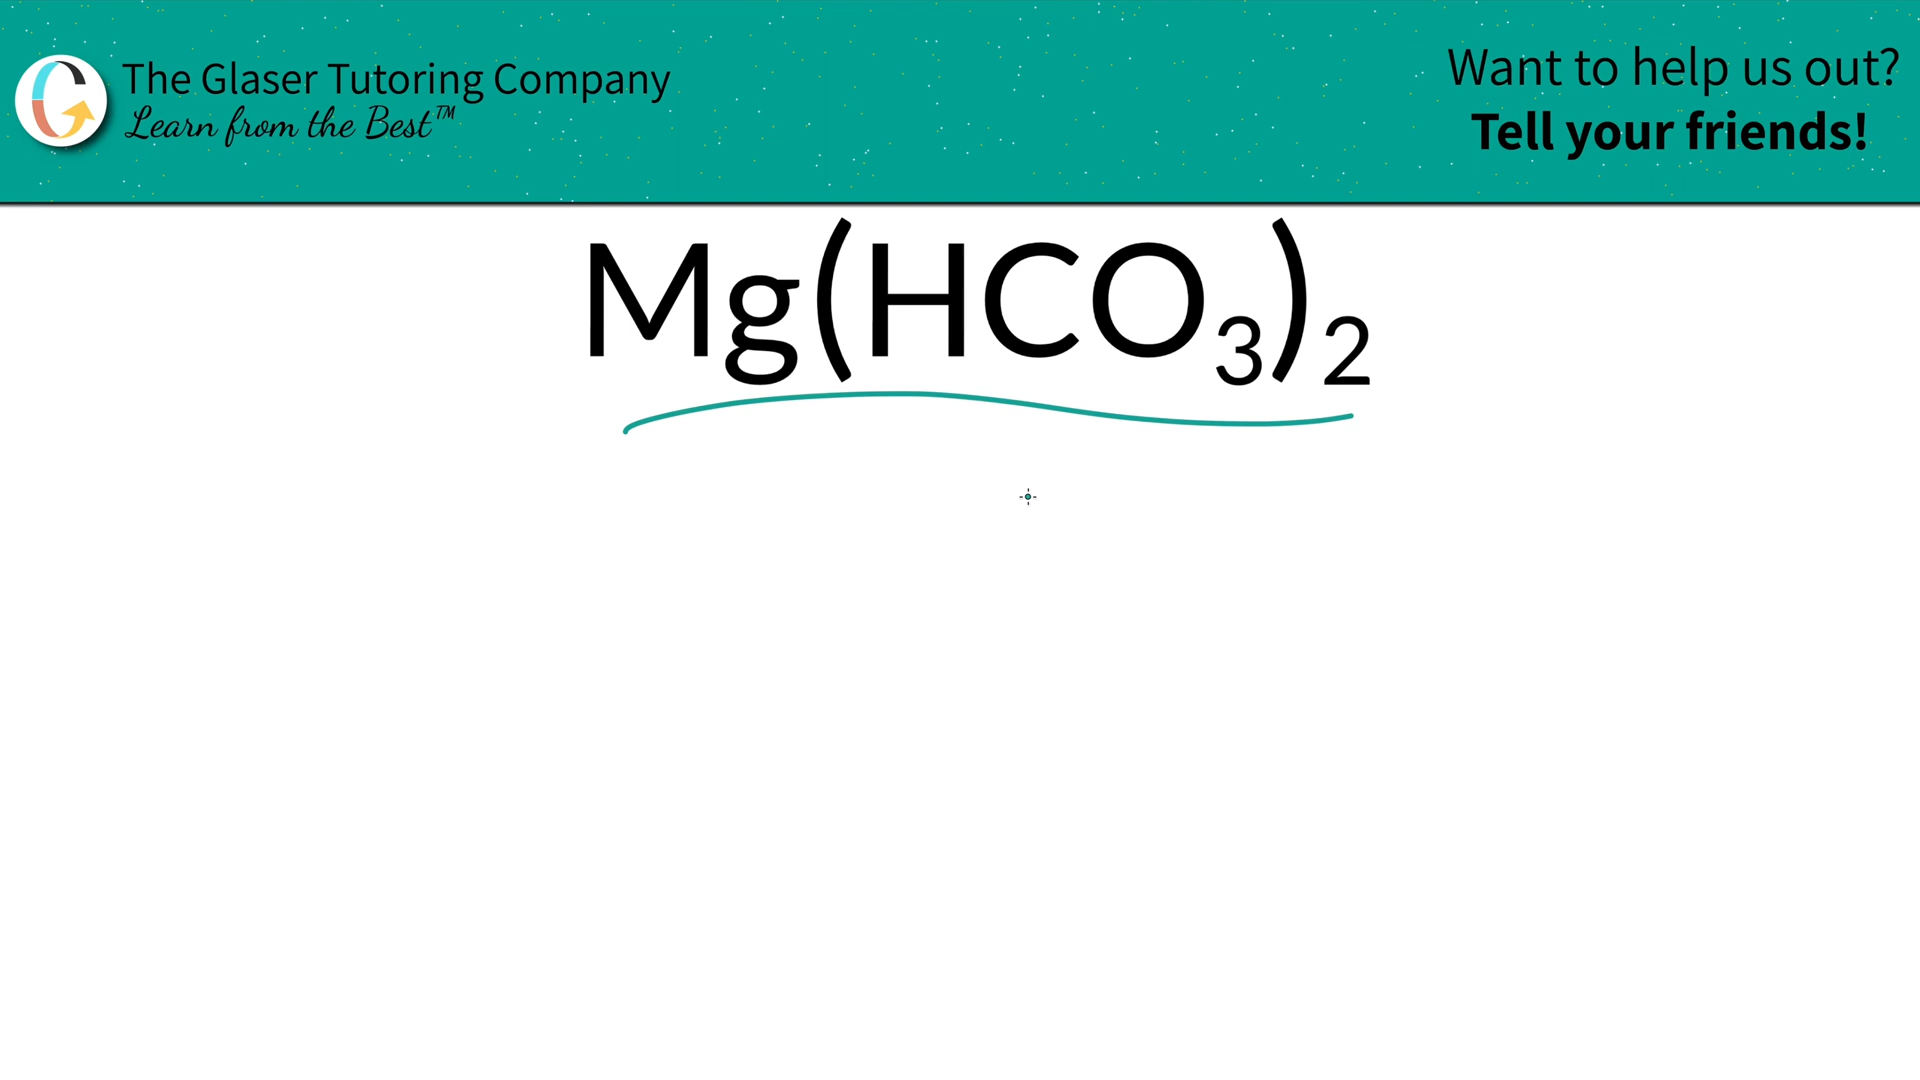 The Glaser Tutoring Company
Learn from the Best™
Want to help us out?
Tell your friends!
Mg(HCO₃)₂